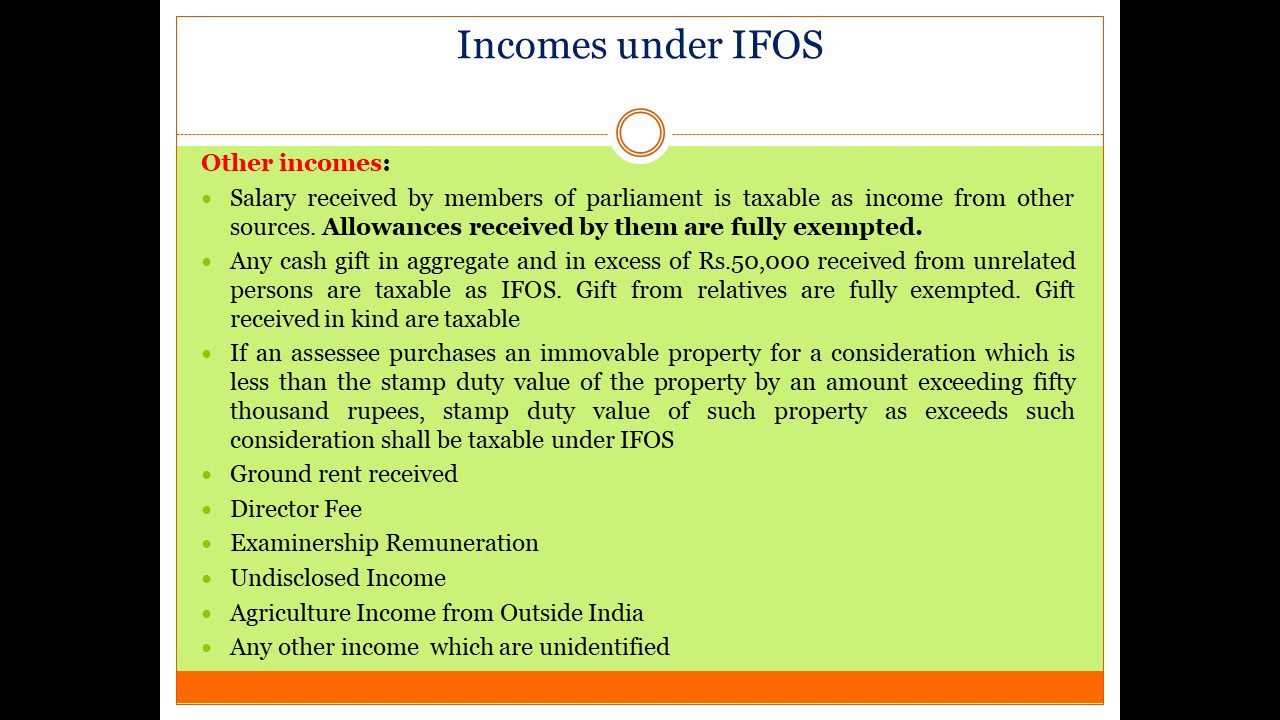 Incomes under IFOS
Other incomes:
• Salary received by members of parliament is taxable as income from other
sources. Allowances received by them are fully exempted.
• Any cash gift in aggregate and in excess of Rs.50,000 received from unrelated
persons are taxable as IFOS. Gift from relatives are fully exempted. Gift
received in kind are taxable
• If an assessee purchases an immovable property for a consideration which is
less than the stamp duty value of the property by an amount exceeding fifty
thousand rupees, stamp duty value of such property as exceeds such
consideration shall be taxable under IFOS
• Ground rent received
• Director Fee
• Examinership Remuneration
• Undisclosed Income
• Agriculture Income from Outside India
• Any other income which are unidentified